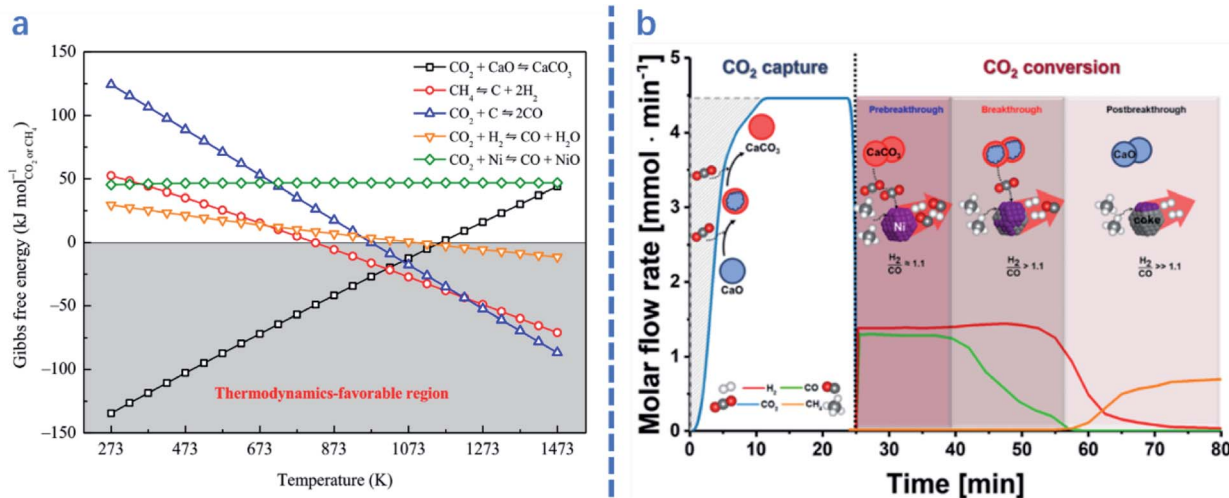 a
Gibbs free energy (kJ mol⁻¹ CO₂ or CH₄)
150
100
50
0
−50
−100
−150
CO₂ + CaO ⇋ CaCO₃
CH₄ ⇋ C + 2H₂
CO₂ + C ⇋ 2CO
CO₂ + H₂ ⇋ CO + H₂O
CO₂ + Ni ⇋ CO + NiO
Thermodynamics-favorable region
273 473 673 873 1073 1273 1473
Temperature (K)
b
Molar flow rate [mmol · min⁻¹]
5
4
3
2
1
0
CO₂ capture
CO₂ conversion
Prebreakthrough
Breakthrough
Postbreakthrough
CaCO₃
CaO
CaCO₃
Ni
H₂/CO ≈ 1.1
H₂/CO > 1.1
CaO
coke
H₂/CO >> 1.1
H₂ CO
CO₂ CH₄
0 10 20 30 40 50 60 70 80
Time [min]